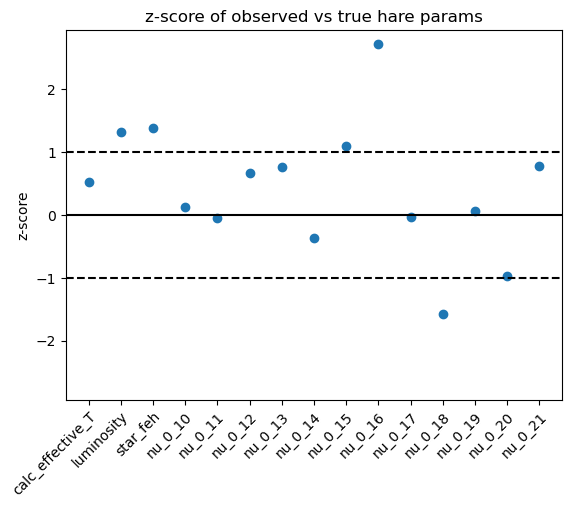 z-score of observed vs true hare params
z-score
2
1
0
−1
−2
calc_effective_T
luminosity
star_feh
nu_0_10
nu_0_11
nu_0_12
nu_0_13
nu_0_14
nu_0_15
nu_0_16
nu_0_17
nu_0_18
nu_0_19
nu_0_20
nu_0_21